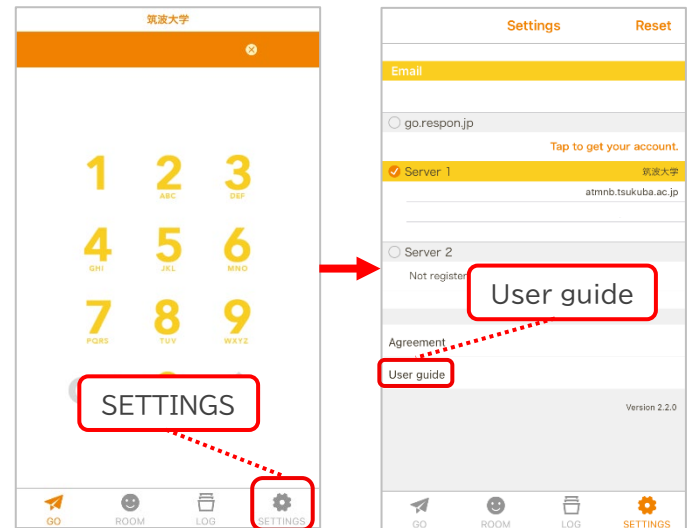 筑波大学
1
2
ABC
3
DEF
4
GHI
5
JKL
6
MNO
7
PQRS
8
TUV
9
WXYZ
SETTINGS
GO
ROOM
LOG
SETTINGS
Settings
Reset
Email
go.respon.jp
Tap to get your account.
Server 1
筑波大学
atmnb.tsukuba.ac.jp
Server 2
Not register
User guide
Agreement
User guide
Version 2.2.0
GO
ROOM
LOG
SETTINGS